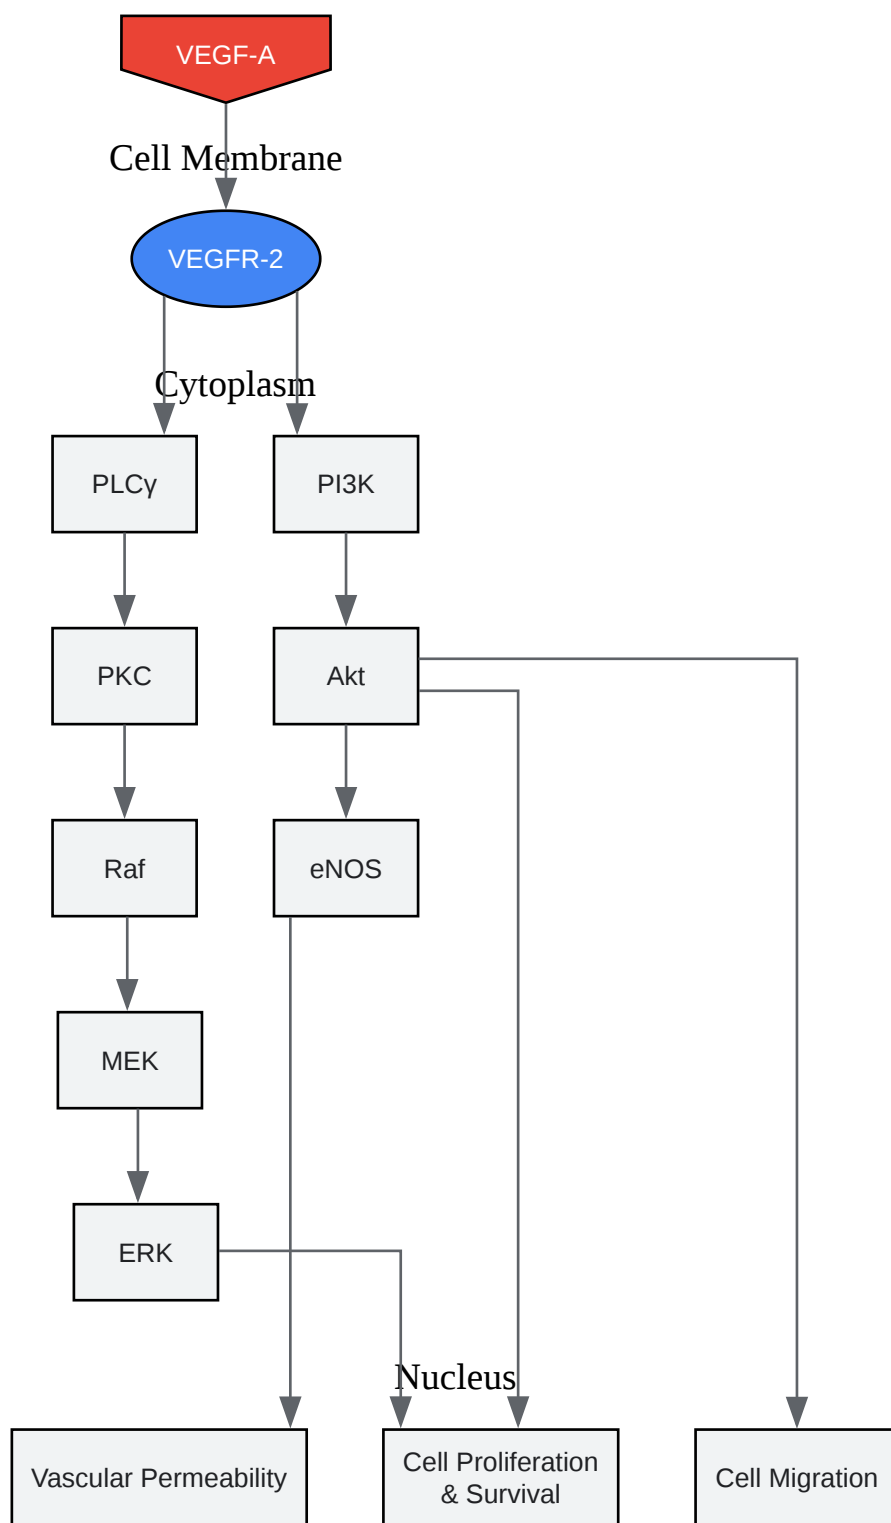 VEGF-A
Cell Membrane
VEGFR-2
Cytoplasm
PLCγ
PI3K
PKC
Akt
Raf
eNOS
MEK
ERK
Nucleus
Vascular Permeability
Cell Proliferation
& Survival
Cell Migration